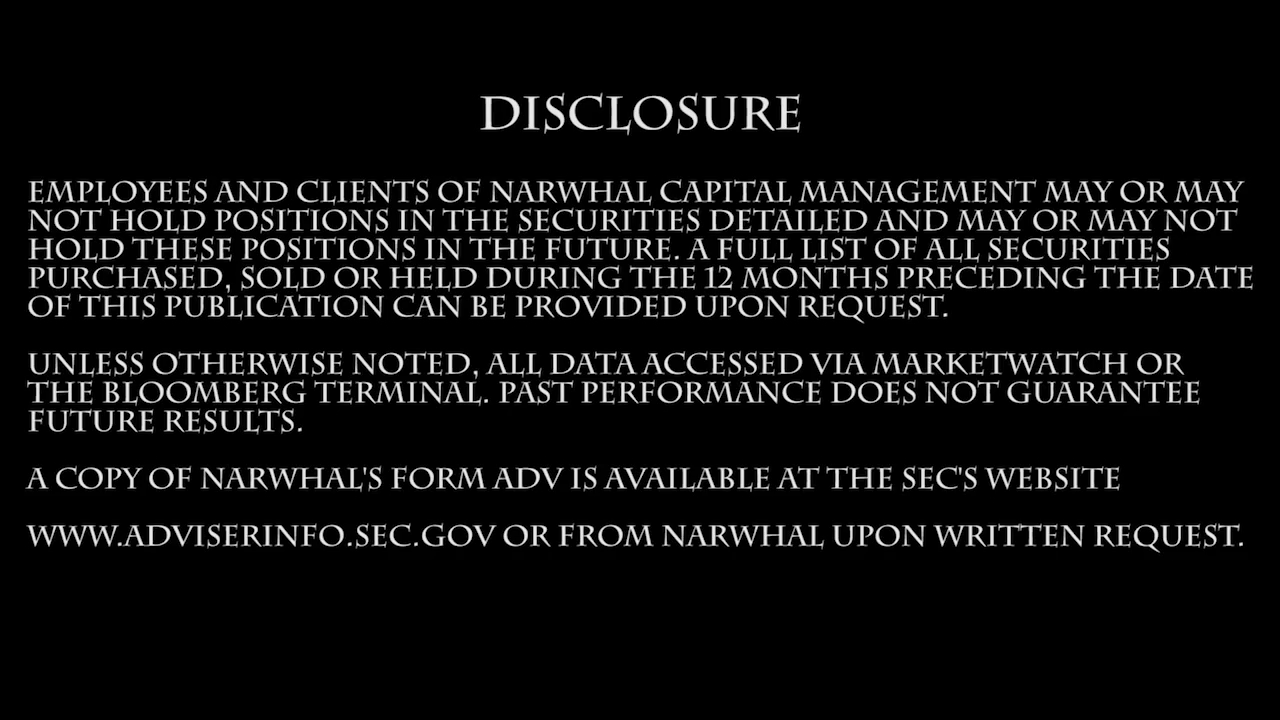 DISCLOSURE
EMPLOYEES AND CLIENTS OF NARWHAL CAPITAL MANAGEMENT MAY OR MAY
NOT HOLD POSITIONS IN THE SECURITIES DETAILED AND MAY OR MAY NOT
HOLD THESE POSITIONS IN THE FUTURE. A FULL LIST OF ALL SECURITIES
PURCHASED, SOLD OR HELD DURING THE 12 MONTHS PRECEDING THE DATE
OF THIS PUBLICATION CAN BE PROVIDED UPON REQUEST.
UNLESS OTHERWISE NOTED, ALL DATA ACCESSED VIA MARKETWATCH OR
THE BLOOMBERG TERMINAL. PAST PERFORMANCE DOES NOT GUARANTEE
FUTURE RESULTS.
A COPY OF NARWHAL'S FORM ADV IS AVAILABLE AT THE SEC'S WEBSITE
WWW.ADVISERINFO.SEC.GOV OR FROM NARWHAL UPON WRITTEN REQUEST.